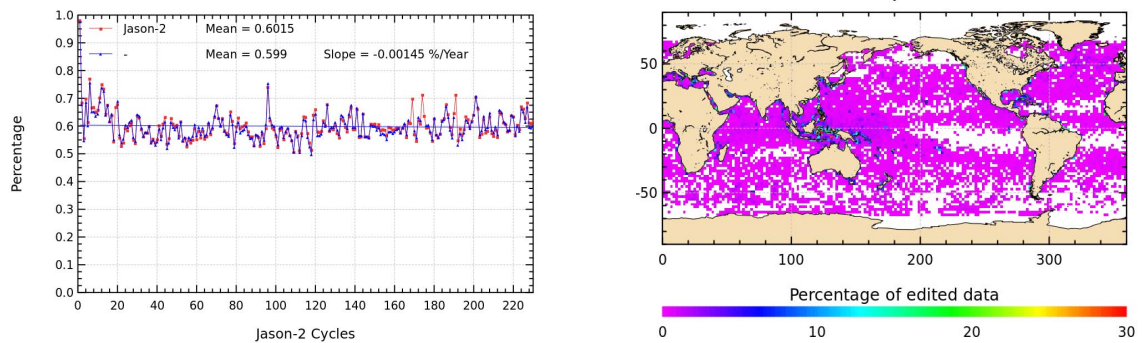 Jason-2 Mean = 0.6015
- Mean = 0.599 Slope = -0.00145 %/Year
Percentage
1.0
0.9
0.8
0.7
0.6
0.5
0.4
0.3
0.2
0.1
0.0
0 20 40 60 80 100 120 140 160 180 200 220
Jason-2 Cycles
50
0
-50
0 100 200 300
Percentage of edited data
0 10 20 30